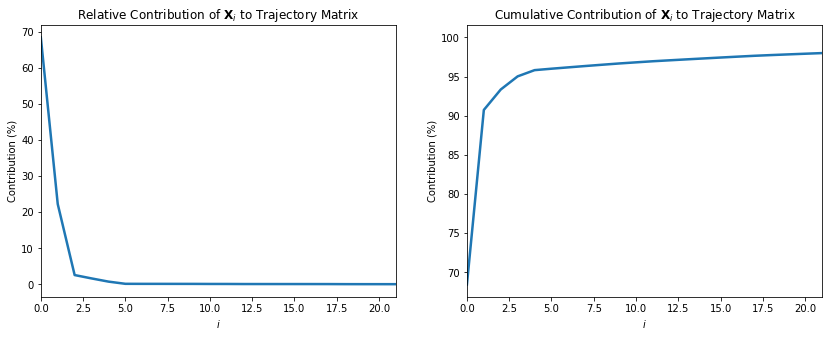 Relative Contribution of Xᵢ to Trajectory Matrix
Contribution (%)
70
60
50
40
30
20
10
0
0.0 2.5 5.0 7.5 10.0 12.5 15.0 17.5 20.0
i
Cumulative Contribution of Xᵢ to Trajectory Matrix
Contribution (%)
100
95
90
85
80
75
70
0.0 2.5 5.0 7.5 10.0 12.5 15.0 17.5 20.0
i